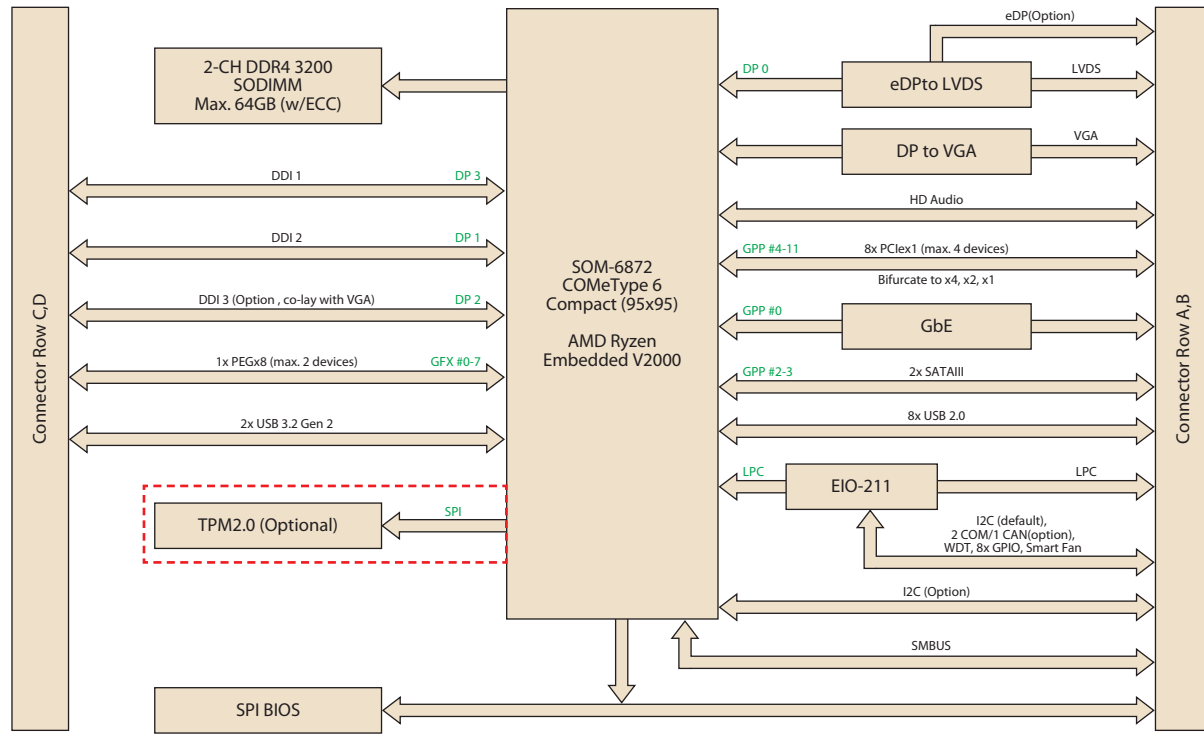 Connector Row C,D
2-CH DDR4 3200
SODIMM
Max. 64GB (w/ECC)
DDI 1
DP 3
DDI 2
DP 1
DDI 3 (Option , co-lay with VGA)
DP 2
1x PEGx8 (max. 2 devices)
GFX #0-7
2x USB 3.2 Gen 2
TPM2.0 (Optional)
SPI
SPI BIOS
SOM-6872
COMeType 6
Compact (95x95)
AMD Ryzen
Embedded V2000
eDP(Option)
DP 0
eDPto LVDS
LVDS
DP to VGA
VGA
HD Audio
GPP #4-11
8x PCIex1 (max. 4 devices)
Bifurcate to x4, x2, x1
GPP #0
GbE
GPP #2-3
2x SATAIII
8x USB 2.0
LPC
EIO-211
LPC
I2C (default),
2 COM/1 CAN(option),
WDT, 8x GPIO, Smart Fan
I2C (Option)
SMBUS
Connector Row A,B